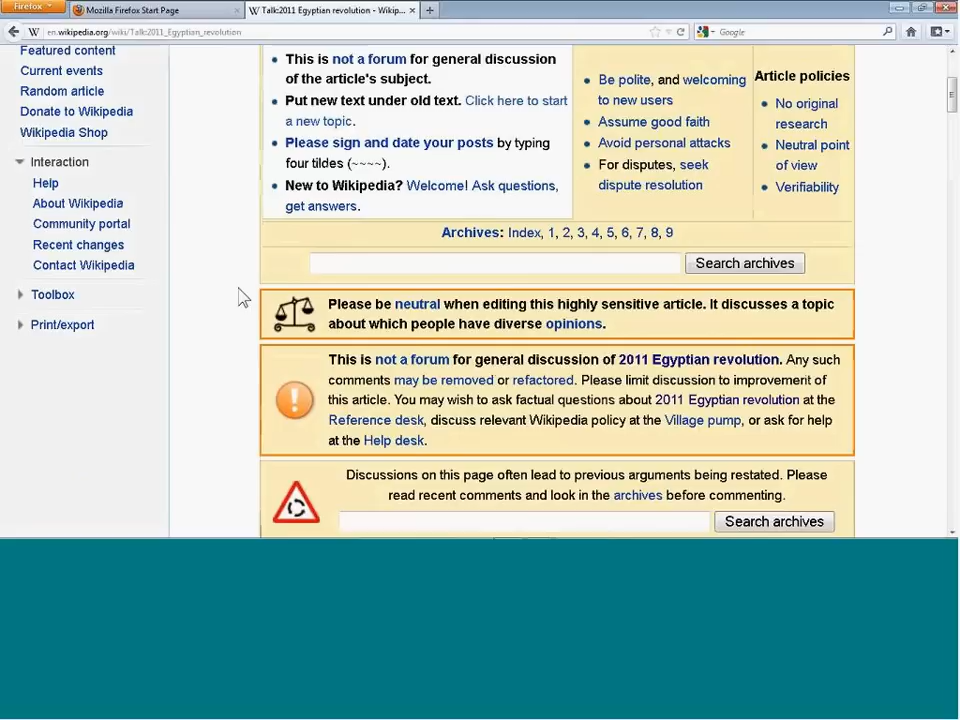 Firefox
Mozilla Firefox Start Page
Talk:2011 Egyptian revolution - Wikip...
en.wikipedia.org/wiki/Talk:2011_Egyptian_revolution
Google
Featured content
Current events
Random article
Donate to Wikipedia
Wikipedia Shop
Interaction
Help
About Wikipedia
Community portal
Recent changes
Contact Wikipedia
Toolbox
Print/export
This is not a forum for general discussion
of the article's subject.
Put new text under old text. Click here to start
a new topic.
Please sign and date your posts by typing
four tildes (~~~~).
New to Wikipedia? Welcome! Ask questions,
get answers.
Be polite, and welcoming
to new users
Assume good faith
Avoid personal attacks
For disputes, seek
dispute resolution
Article policies
No original
research
Neutral point
of view
Verifiability
Archives: Index, 1, 2, 3, 4, 5, 6, 7, 8, 9
Search archives
Please be neutral when editing this highly sensitive article. It discusses a topic
about which people have diverse opinions.
This is not a forum for general discussion of 2011 Egyptian revolution. Any such
comments may be removed or refactored. Please limit discussion to improvement of
this article. You may wish to ask factual questions about 2011 Egyptian revolution at the
Reference desk, discuss relevant Wikipedia policy at the Village pump, or ask for help
at the Help desk.
Discussions on this page often lead to previous arguments being restated. Please
read recent comments and look in the archives before commenting.
Search archives